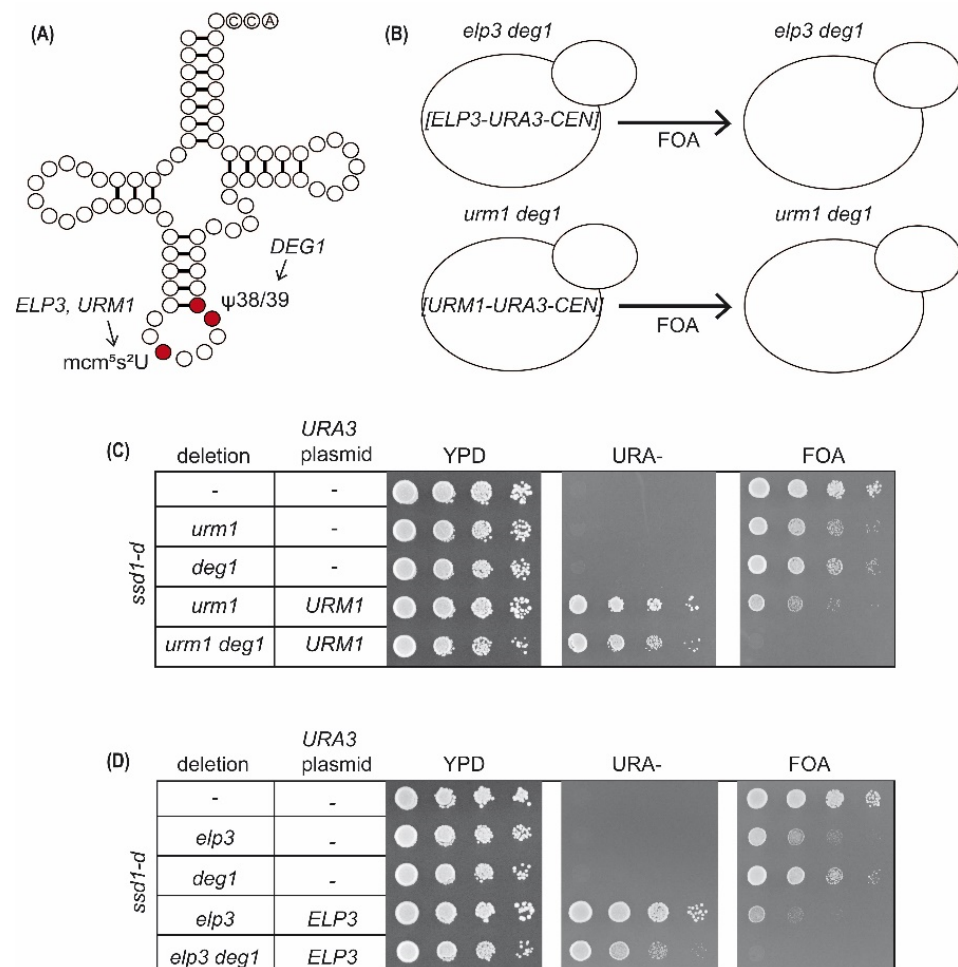 (A)
C C A
DEG1
ELP3, URM1
ψ38/39
mcm⁵s²U
(B)
elp3 deg1
elp3 deg1
[ELP3-URA3-CEN]
FOA
urm1 deg1
urm1 deg1
[URM1-URA3-CEN]
FOA
(C)
URA3
deletion plasmid YPD URA- FOA
ssd1-d
- -
urm1 -
deg1 -
urm1 URM1
urm1 deg1 URM1
(D)
URA3
deletion plasmid YPD URA- FOA
ssd1-d
- -
elp3 -
deg1 -
elp3 ELP3
elp3 deg1 ELP3